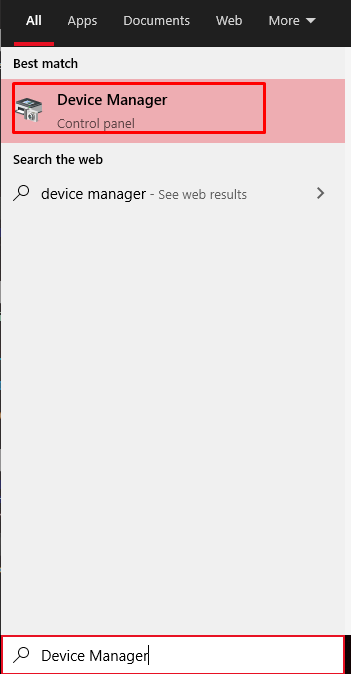 All Apps Documents Web More
Best match
Device Manager
Control panel
Search the web
device manager - See web results
Device Manager